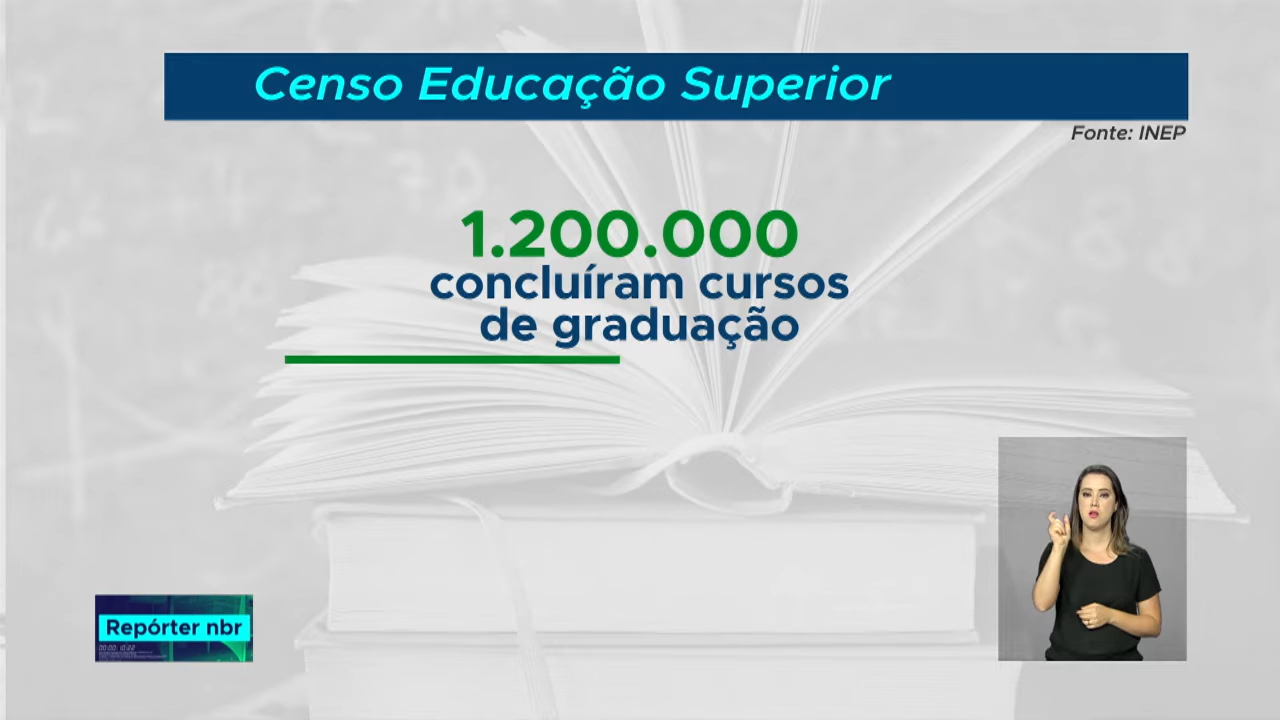 Censo Educação Superior
Fonte: INEP
1.200.000
concluíram cursos
de graduação
Repórter nbr